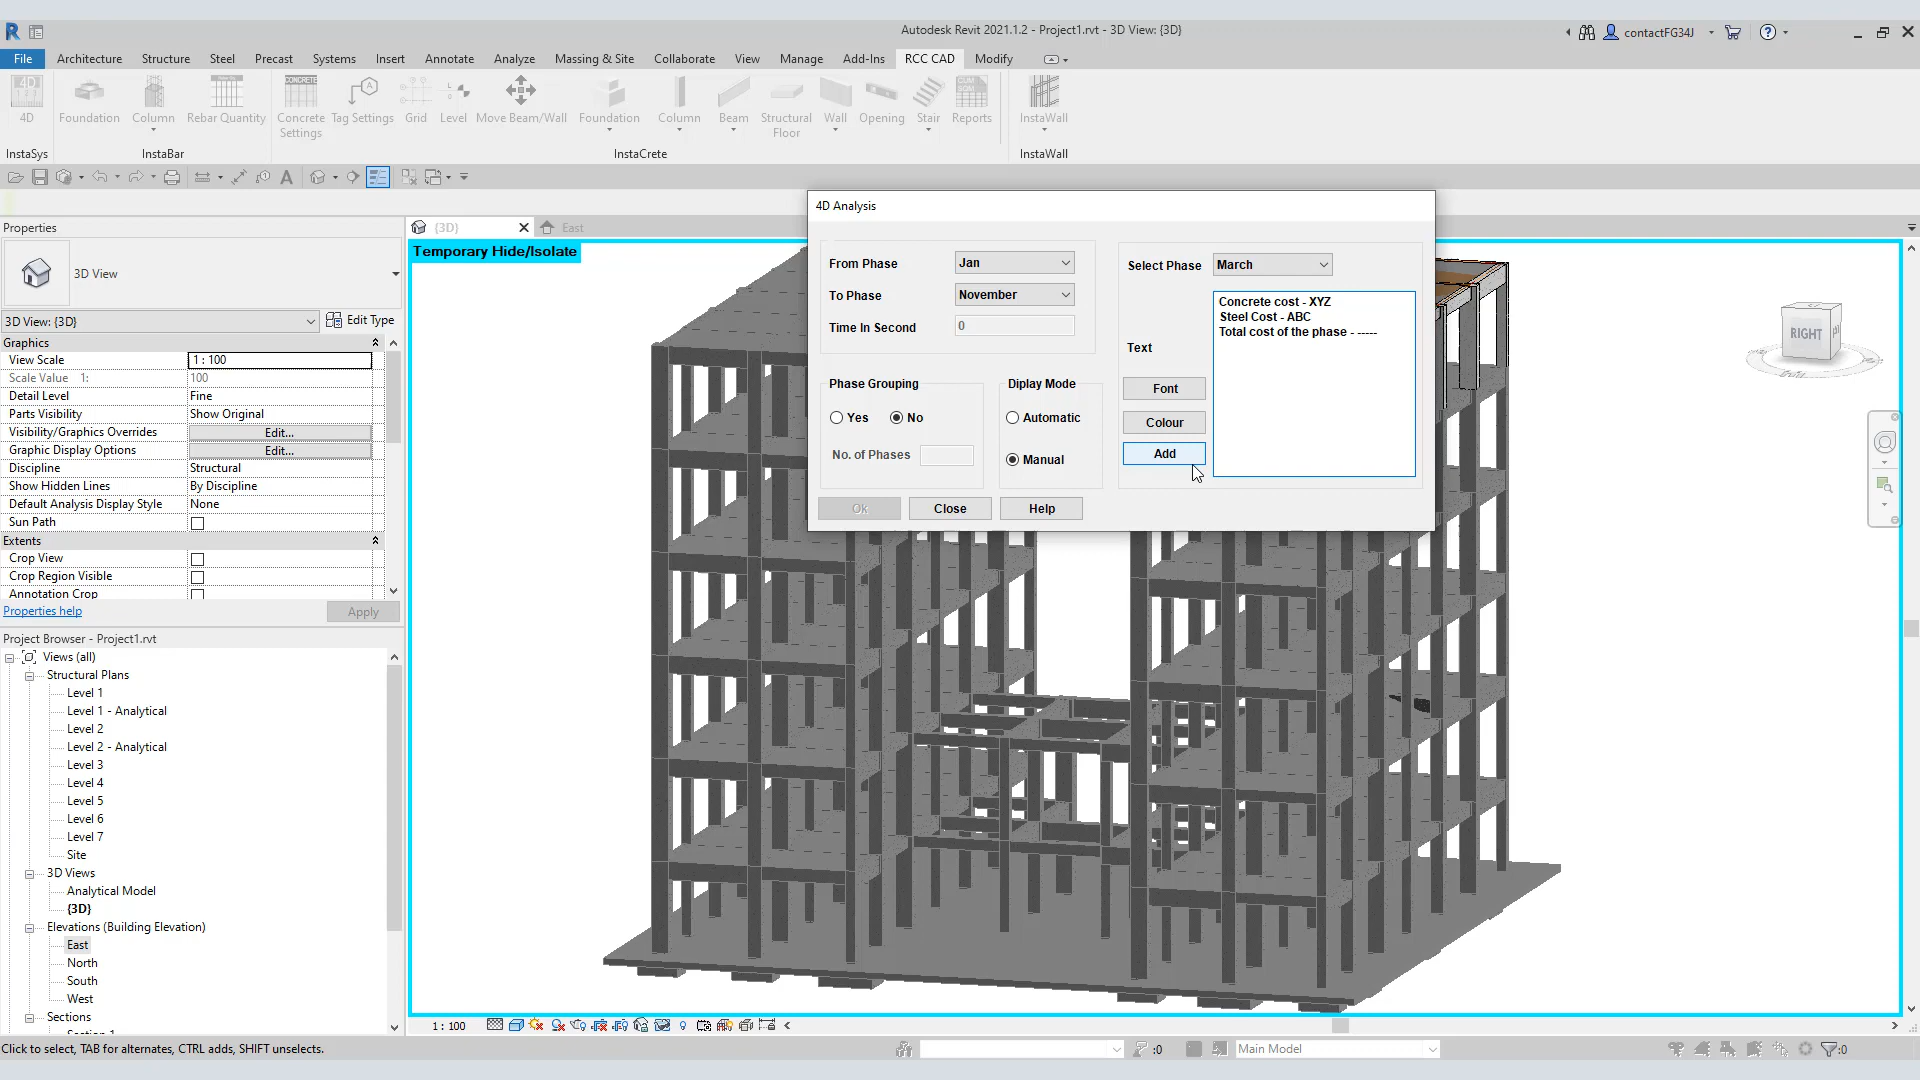 Autodesk Revit 2021.1.2 - Project1.rvt - 3D View: {3D}
contactFG34J
File Architecture Structure Steel Precast Systems Insert Annotate Analyze Massing & Site Collaborate View Manage Add-Ins RCC CAD Modify
4D Foundation Column Rebar Quantity Concrete Settings Tag Settings Grid Level Move Beam/Wall Foundation Column Beam Structural Floor Wall Opening Stair Reports InstaWall
InstaSys InstaBar InstaCrete InstaWall
Properties
3D View
3D View: {3D} Edit Type
Graphics
View Scale 1 : 100
Scale Value 1: 100
Detail Level Fine
Parts Visibility Show Original
Visibility/Graphics Overrides Edit...
Graphic Display Options Edit...
Discipline Structural
Show Hidden Lines By Discipline
Default Analysis Display Style None
Sun Path
Extents
Crop View
Crop Region Visible
Annotation Crop
Properties help Apply
Project Browser - Project1.rvt
Views (all)
Structural Plans
Level 1
Level 1 - Analytical
Level 2
Level 2 - Analytical
Level 3
Level 4
Level 5
Level 6
Level 7
Site
3D Views
Analytical Model
{3D}
Elevations (Building Elevation)
East
North
South
West
Sections
{3D} East
Temporary Hide/Isolate
4D Analysis
From Phase Jan
To Phase November
Time In Second 0
Phase Grouping
Yes No
No. of Phases
Diplay Mode
Automatic
Manual
Select Phase March
Text
Concrete cost - XYZ
Steel Cost - ABC
Total cost of the phase - -----
Font
Colour
Add
Ok Close Help
RIGHT
1 : 100
Click to select, TAB for alternates, CTRL adds, SHIFT unselects.
:0
Main Model
:0